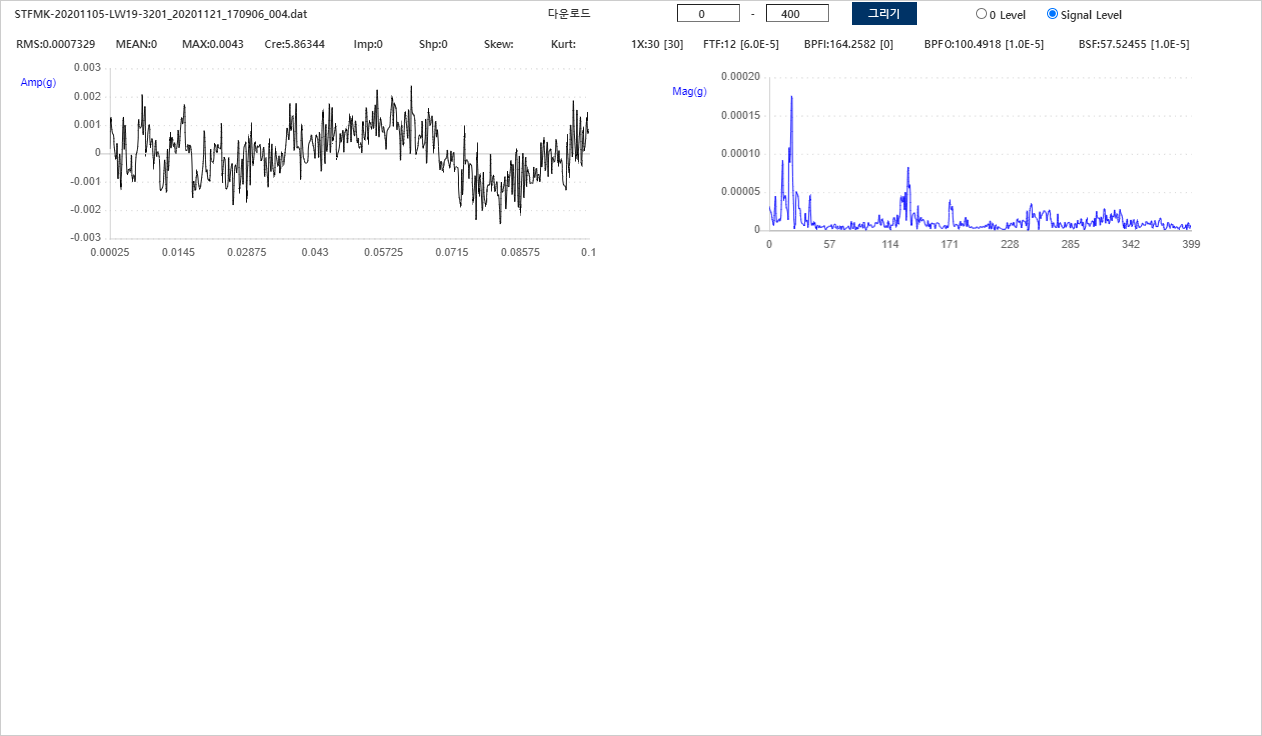 STFMK-20201105-LW19-3201_20201121_170906_004.dat 다운로드 0 - 400 그리기 0 Level Signal Level
RMS:0.0007329 MEAN:0 MAX:0.0043 Cre:5.86344 Imp:0 Shp:0 Skew: Kurt: 1X:30 [30] FTF:12 [6.0E-5] BPFI:164.2582 [0] BPFO:100.4918 [1.0E-5] BSF:57.52455 [1.0E-5]
Amp(g)
0.003
0.002
0.001
0
-0.001
-0.002
-0.003
0.00025 0.0145 0.02875 0.043 0.05725 0.0715 0.08575 0.1
Mag(g)
0.00020
0.00015
0.00010
0.00005
0
0 57 114 171 228 285 342 399